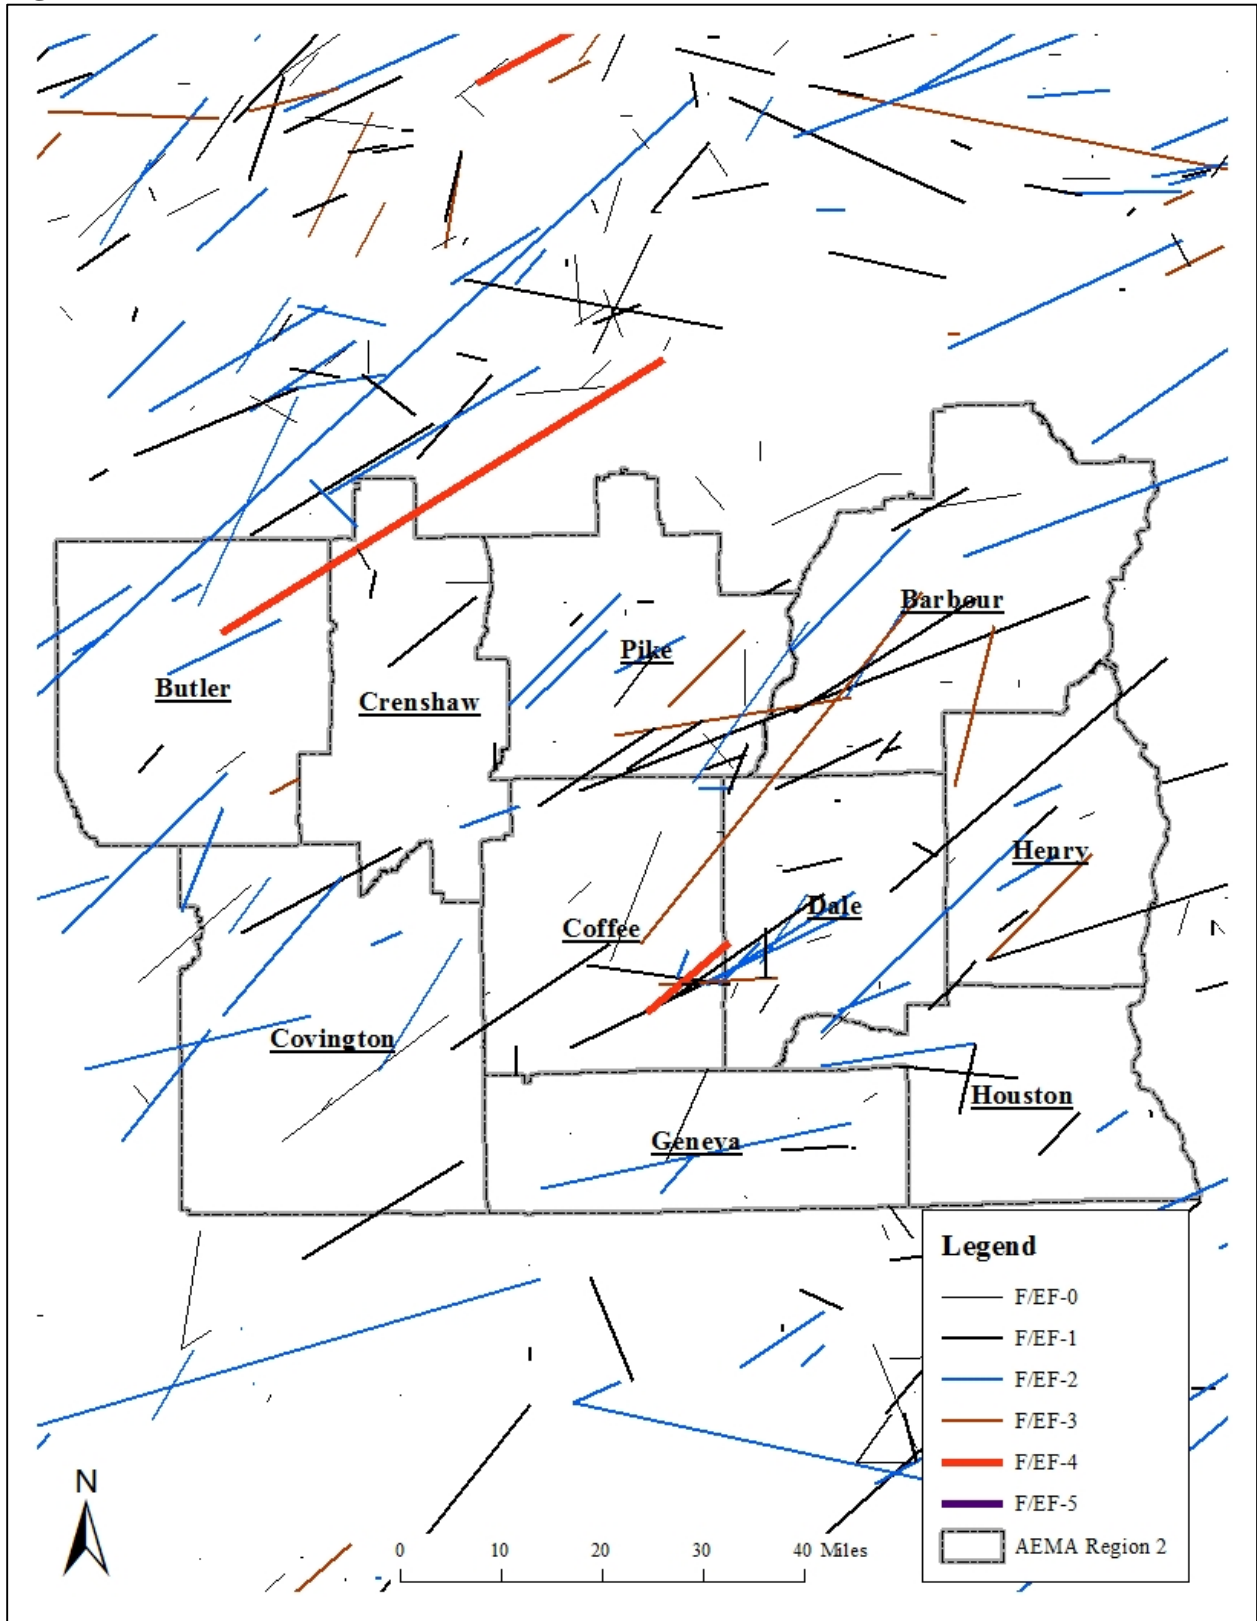 Barbour
Pike
Butler
Crenshaw
Henry
Dale
Coffee
Covington
Houston
Geneva
Legend
F/EF-0
F/EF-1
F/EF-2
F/EF-3
F/EF-4
F/EF-5
AEMA Region 2
N
0 10 20 30 40 Miles